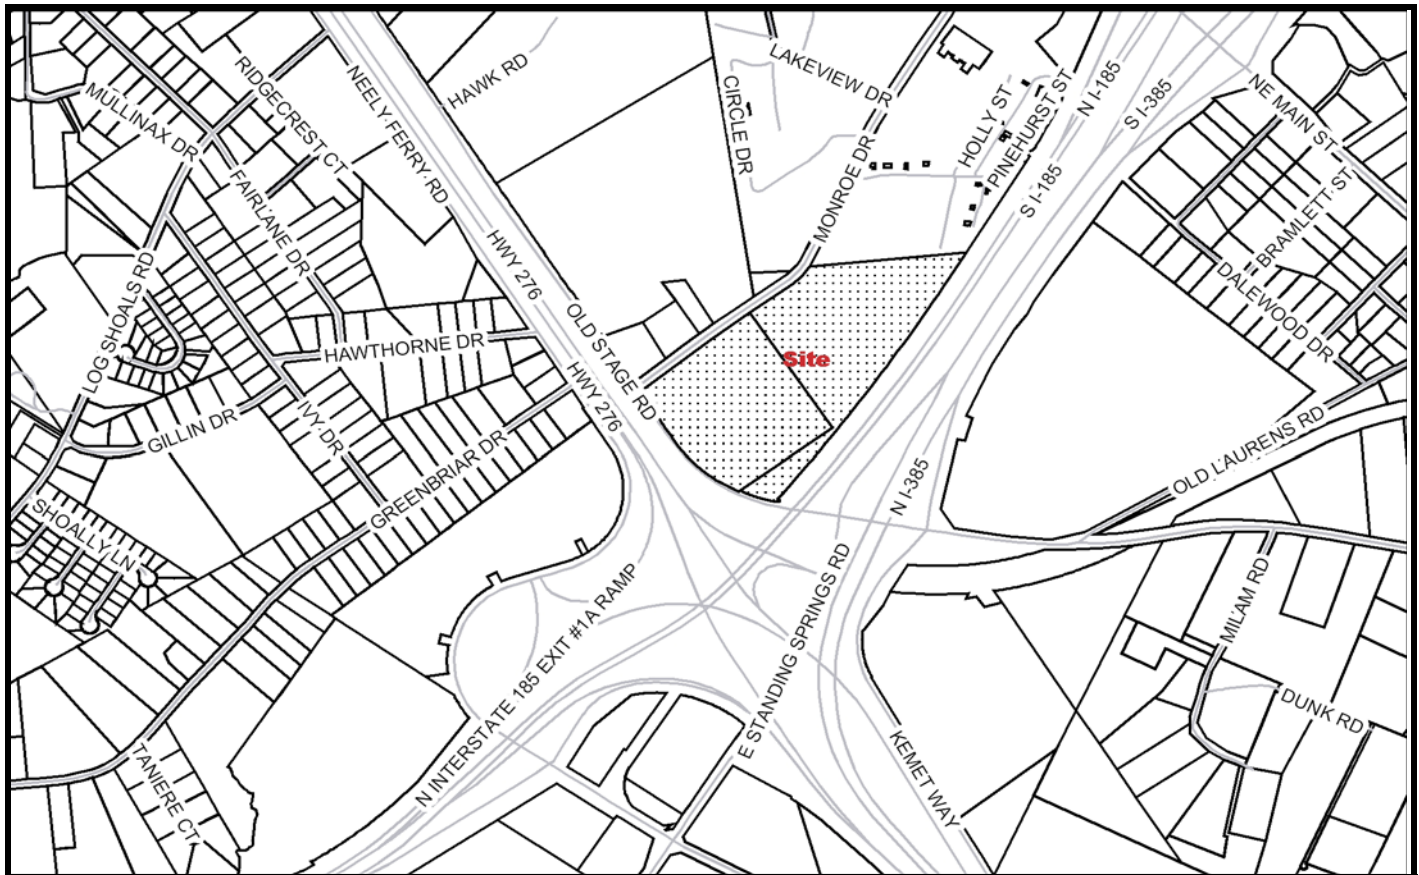 LAKEVIEW DR
RIDGECREST CT
NEELY FERRY RD
HAWK RD
CIRCLE DR
HOLLY ST
PINEHURST ST
N I-185
S I-385
NE MAIN ST
MULLINAX DR
FAIRLANE DR
MONROE DR
S I-185
BRAMLETT ST
LOG SHOALS RD
HWY 276
OLD STAGE RD
DALEWOOD DR
HAWTHORNE DR
Site
HWY 276
GILLIN DR
IVY DR
GREENBRIAR DR
N I-385
OLD LAURENS RD
SHOALLY LN
N INTERSTATE 185 EXIT #1A RAMP
E STANDING SPRINGS RD
MILAM RD
DUNK RD
TANIERE CT
KEMET WAY